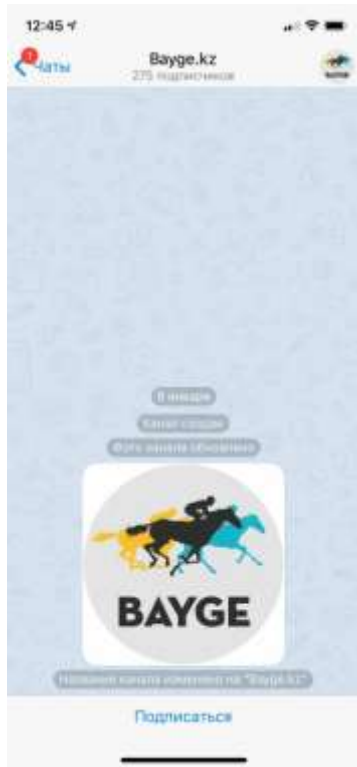 12:45
1
Чаты
Bayge.kz
275 подписчиков
8 января
Канал создан
Фото канала обновлено
BAYGE
Название канала изменено на "Bayge.kz"
Подписаться